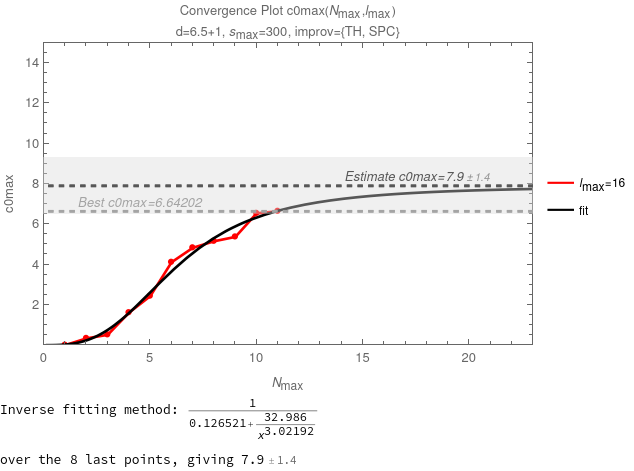 Convergence Plot c0max(Nmax,lmax)
d=6.5+1, smax=300, improv={TH, SPC}
14
12
10
8
6
4
2
c0max
Estimate c0max=7.9 ±1.4
Best c0max=6.64202
lmax=16
fit
0 5 10 15 20
Nmax
Inverse fitting method: 1
0.126521+ 32.986
x3.02192
over the 8 last points, giving 7.9 ±1.4